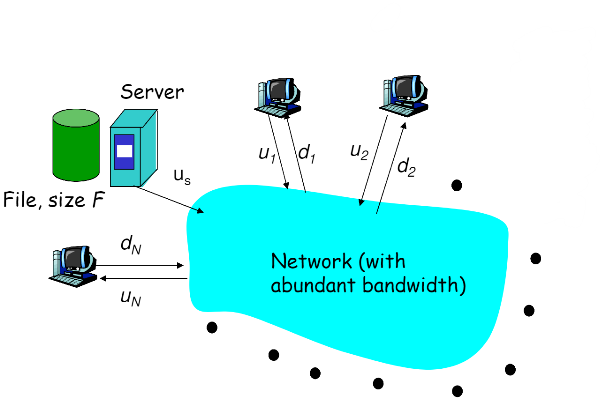 Server
u1
d1
u2
d2
us
File, size F
dN
uN
Network (with
abundant bandwidth)